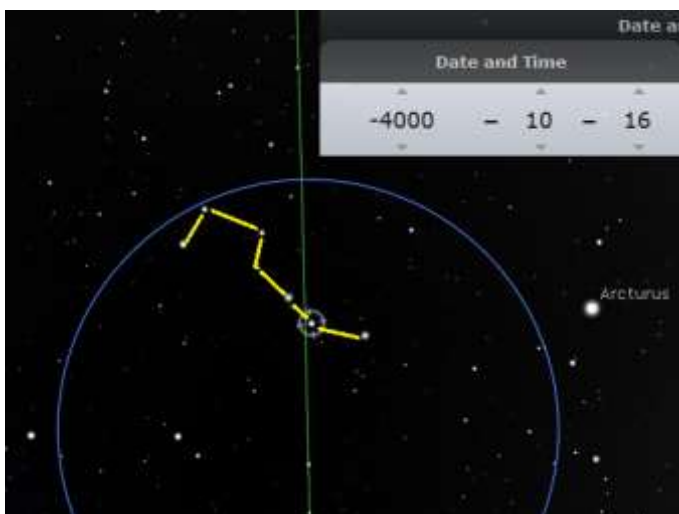 Date a
Date and Time
-4000 – 10 – 16
Arcturus